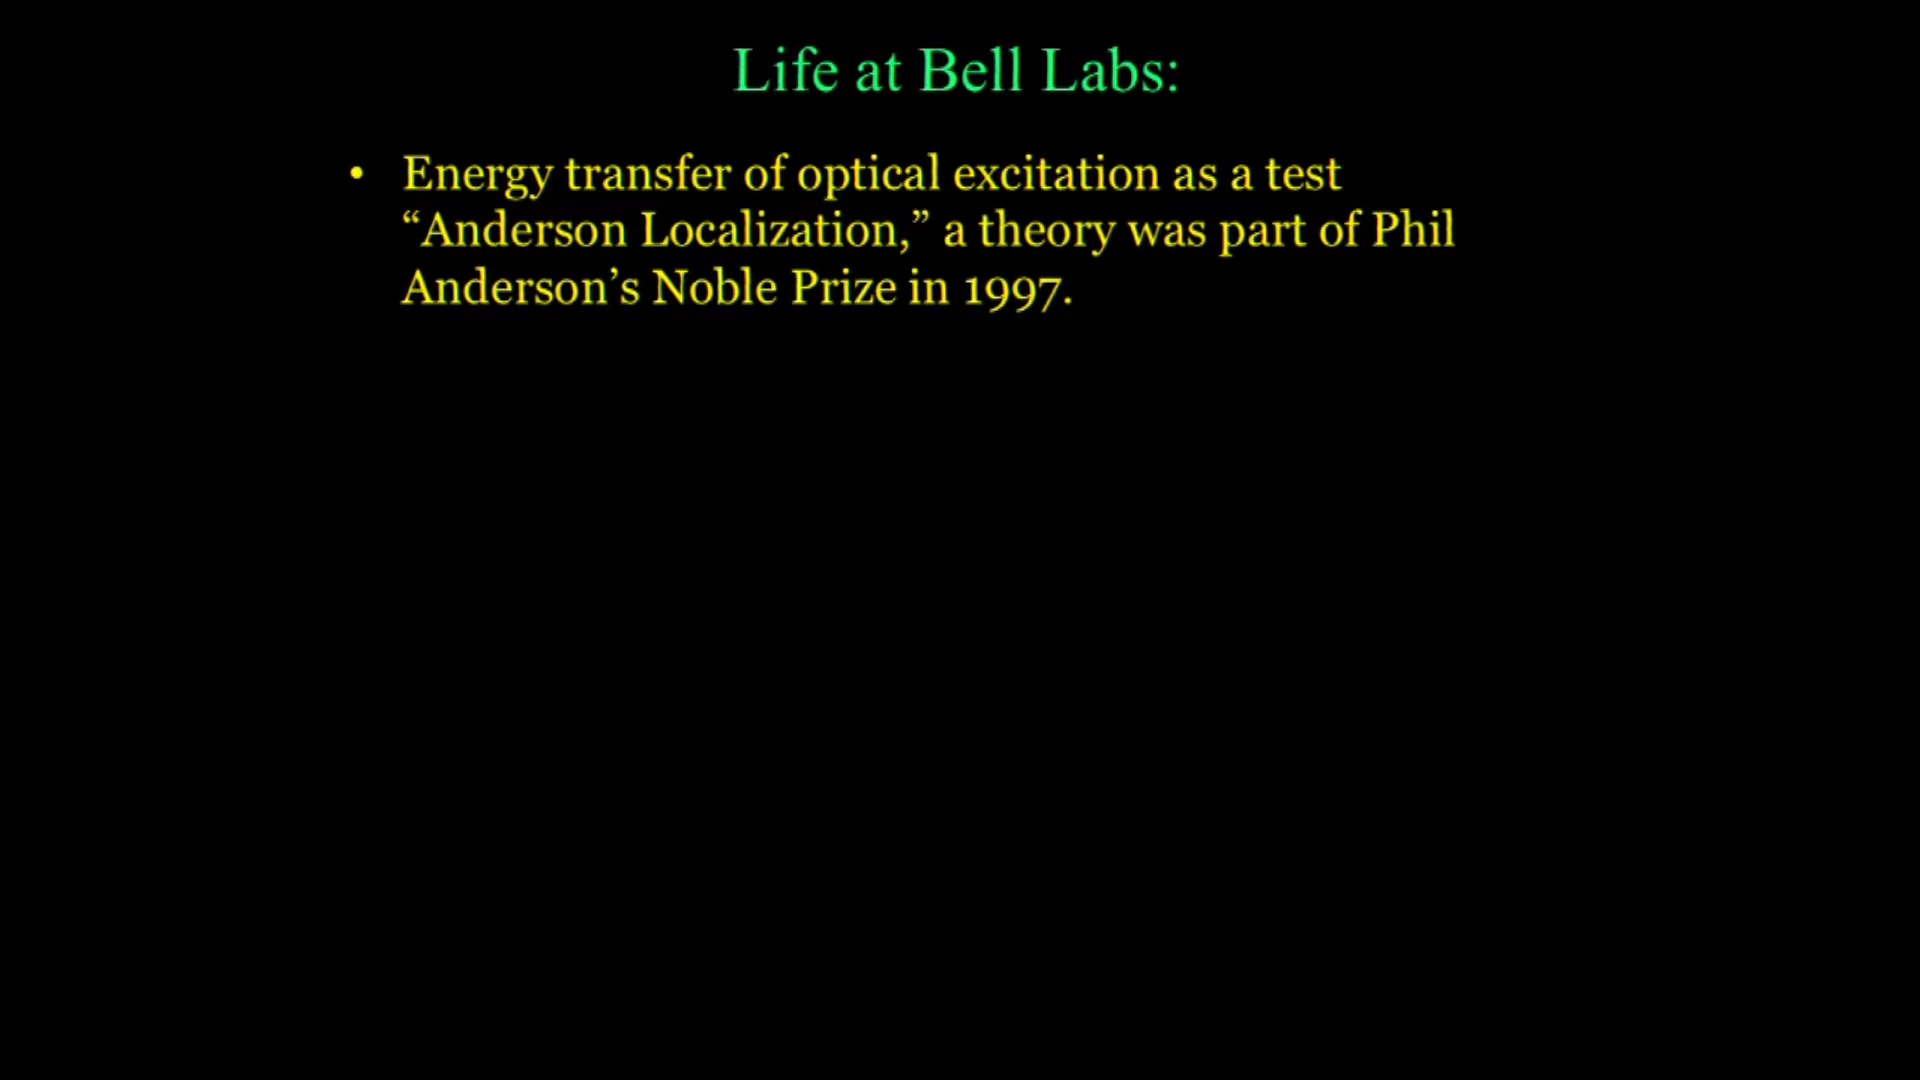 Life at Bell Labs:
• Energy transfer of optical excitation as a test
“Anderson Localization,” a theory was part of Phil
Anderson’s Noble Prize in 1997.